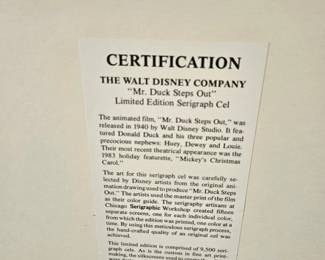 CERTIFICATION
THE WALT DISNEY COMPANY
"Mr. Duck Steps Out"
Limited Edition Serigraph Cel
The animated film, "Mr. Duck Steps Out," was
released in 1940 by Walt Disney Studio. It fea-
tured Donald Duck and his three popular and
precocious nephews: Huey, Dewey and Louie.
Their most recent theatrical appearance was the
1983 holiday featurette, "Mickey's Christmas
Carol."
The art for this serigraph cel was carefully se-
lected by Disney artists from the original ani-
mation drawing used to produce "Mr. Duck Steps
Out." The artists used the master print of the film
as their color guide. The serigraphy artisans at
Chicago Serigraphic Workshop created fifteen
separate screens, one for each individual color,
from which the edition was printed, one color at a
time. By using this meticulous serigraph process,
the hand-crafted quality of an original cel was
achieved.
This limited edition is comprised of 9,500 seri-
graph cels. As is the custom in fine art print-
making, the silkscreens used to create the